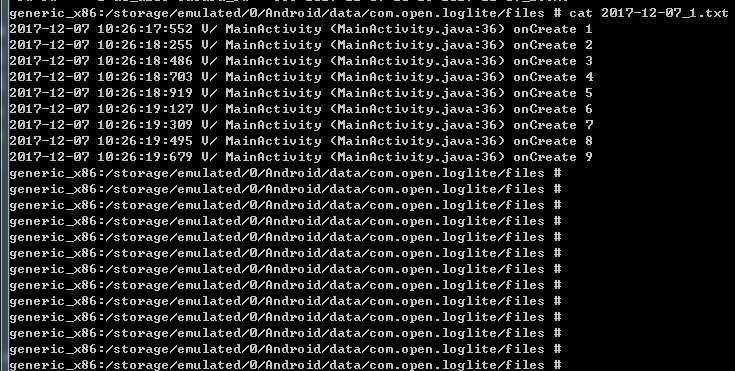 generic_x86:/storage/emulated/0/Android/data/com.open.loglite/files # cat 2017-12-07_1.txt
2017-12-07 10:26:17:552 V/ MainActivity (MainActivity.java:36) onCreate 1
2017-12-07 10:26:18:255 V/ MainActivity (MainActivity.java:36) onCreate 2
2017-12-07 10:26:18:486 V/ MainActivity (MainActivity.java:36) onCreate 3
2017-12-07 10:26:18:703 V/ MainActivity (MainActivity.java:36) onCreate 4
2017-12-07 10:26:18:919 V/ MainActivity (MainActivity.java:36) onCreate 5
2017-12-07 10:26:19:127 V/ MainActivity (MainActivity.java:36) onCreate 6
2017-12-07 10:26:19:309 V/ MainActivity (MainActivity.java:36) onCreate 7
2017-12-07 10:26:19:495 V/ MainActivity (MainActivity.java:36) onCreate 8
2017-12-07 10:26:19:679 V/ MainActivity (MainActivity.java:36) onCreate 9
generic_x86:/storage/emulated/0/Android/data/com.open.loglite/files #
generic_x86:/storage/emulated/0/Android/data/com.open.loglite/files #
generic_x86:/storage/emulated/0/Android/data/com.open.loglite/files #
generic_x86:/storage/emulated/0/Android/data/com.open.loglite/files #
generic_x86:/storage/emulated/0/Android/data/com.open.loglite/files #
generic_x86:/storage/emulated/0/Android/data/com.open.loglite/files #
generic_x86:/storage/emulated/0/Android/data/com.open.loglite/files #
generic_x86:/storage/emulated/0/Android/data/com.open.loglite/files #
generic_x86:/storage/emulated/0/Android/data/com.open.loglite/files #
generic_x86:/storage/emulated/0/Android/data/com.open.loglite/files #
generic_x86:/storage/emulated/0/Android/data/com.open.loglite/files #
generic_x86:/storage/emulated/0/Android/data/com.open.loglite/files #
generic_x86:/storage/emulated/0/Android/data/com.open.loglite/files #